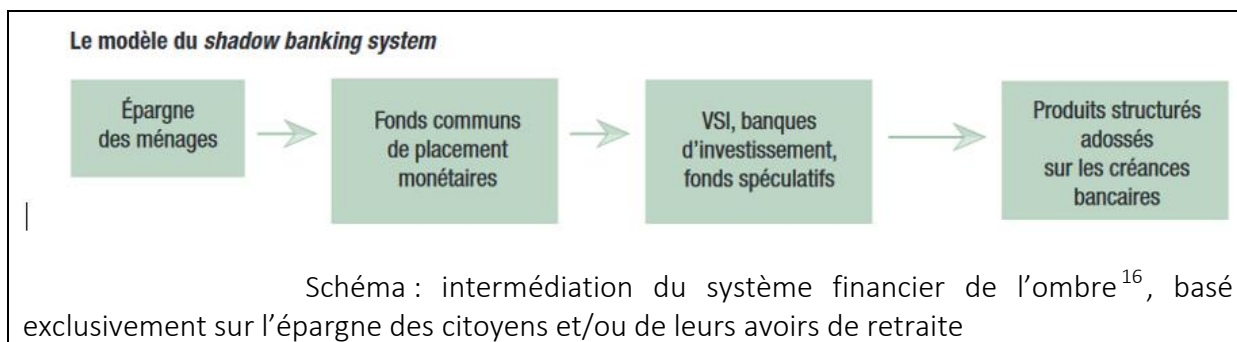 Le modèle du shadow banking system
Épargne
des ménages
Fonds communs
de placement
monétaires
VSI, banques
d'investissement,
fonds spéculatifs
Produits structurés
adossés
sur les créances
bancaires
Schéma : intermédiation du système financier de l'ombre16, basé
exclusivement sur l'épargne des citoyens et/ou de leurs avoirs de retraite